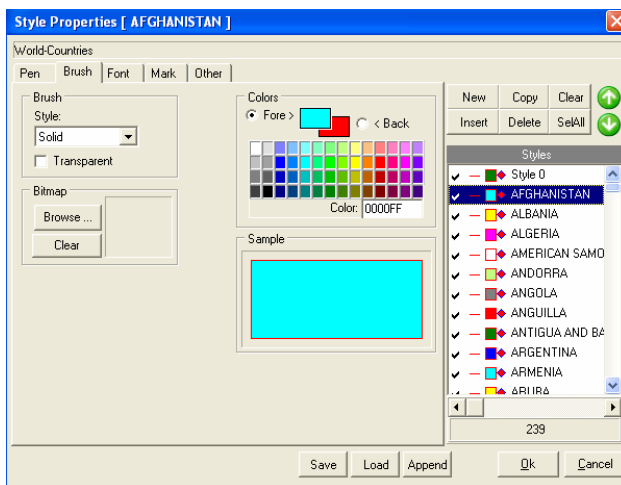 Style Properties [ AFGHANISTAN ]
World-Countries
Pen Brush Font Mark Other
Brush
Style:
Solid
Transparent
Bitmap
Browse ...
Clear
Colors
Fore > < Back
Color: 0000FF
Sample
New Copy Clear
Insert Delete SelAll
Styles
Style 0
AFGHANISTAN
ALBANIA
ALGERIA
AMERICAN SAMO
ANDORRA
ANGOLA
ANGUILLA
ANTIGUA AND BA
ARGENTINA
ARMENIA
ARUBA
239
Save Load Append Ok Cancel